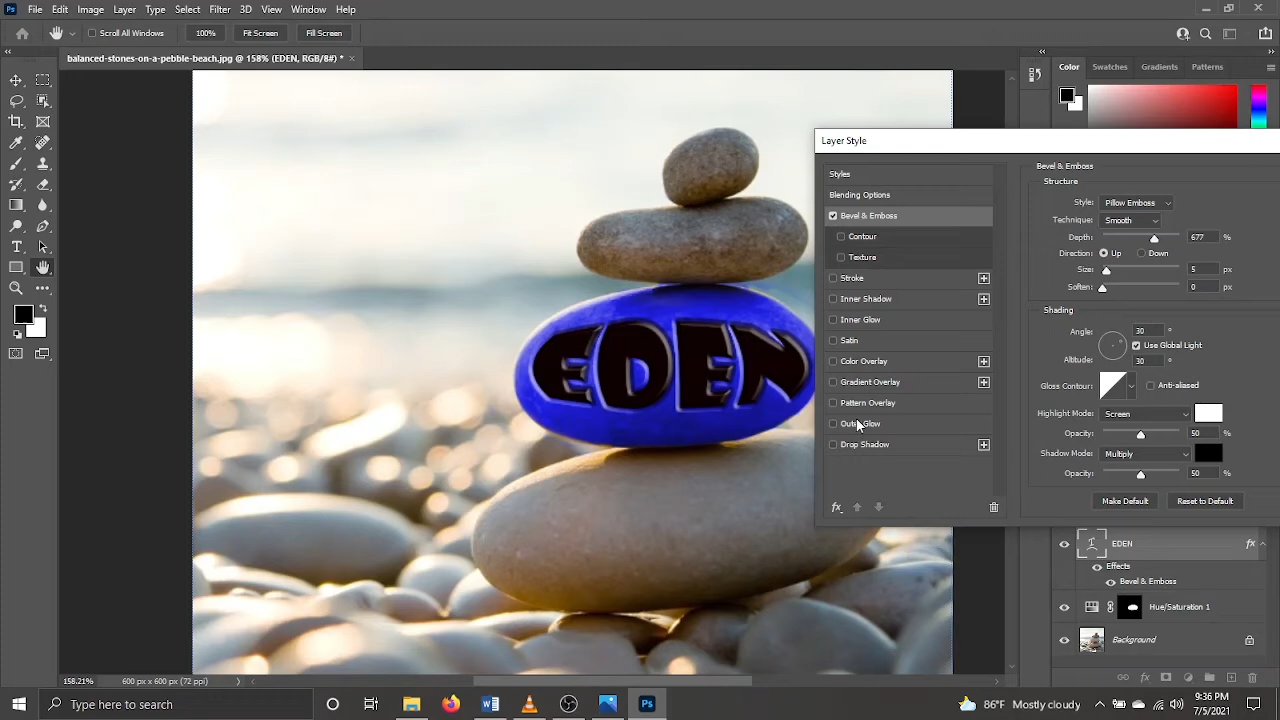 Ps File Edit Image Layer Type Select Filter 3D View Window Help
Scroll All Windows 100% Fit Screen Fill Screen
balanced-stones-on-a-pebble-beach.jpg @ 158% (EDEN, RGB/8#) * ×
Color Swatches Gradients Patterns
Layer Style
Styles
Blending Options
Bevel & Emboss
Contour
Texture
Stroke
Inner Shadow
Inner Glow
Satin
Color Overlay
Gradient Overlay
Pattern Overlay
Outer Glow
Drop Shadow
fx
Bevel & Emboss
Structure
Style: Pillow Emboss
Technique: Smooth
Depth: 677 %
Direction: Up Down
Size: 5 px
Soften: 0 px
Shading
Angle: 30 °
Use Global Light
Altitude: 30 °
Gloss Contour: Anti-aliased
Highlight Mode: Screen
Opacity: 50 %
Shadow Mode: Multiply
Opacity: 50 %
Make Default Reset to Default
EDEN
EDEN fx
Effects
Bevel & Emboss
Hue/Saturation 1
Background
fx
158.21% 600 px x 600 px (72 ppi)
Type here to search
W
Ps
86°F Mostly cloudy
9:36 PM
7/5/2021